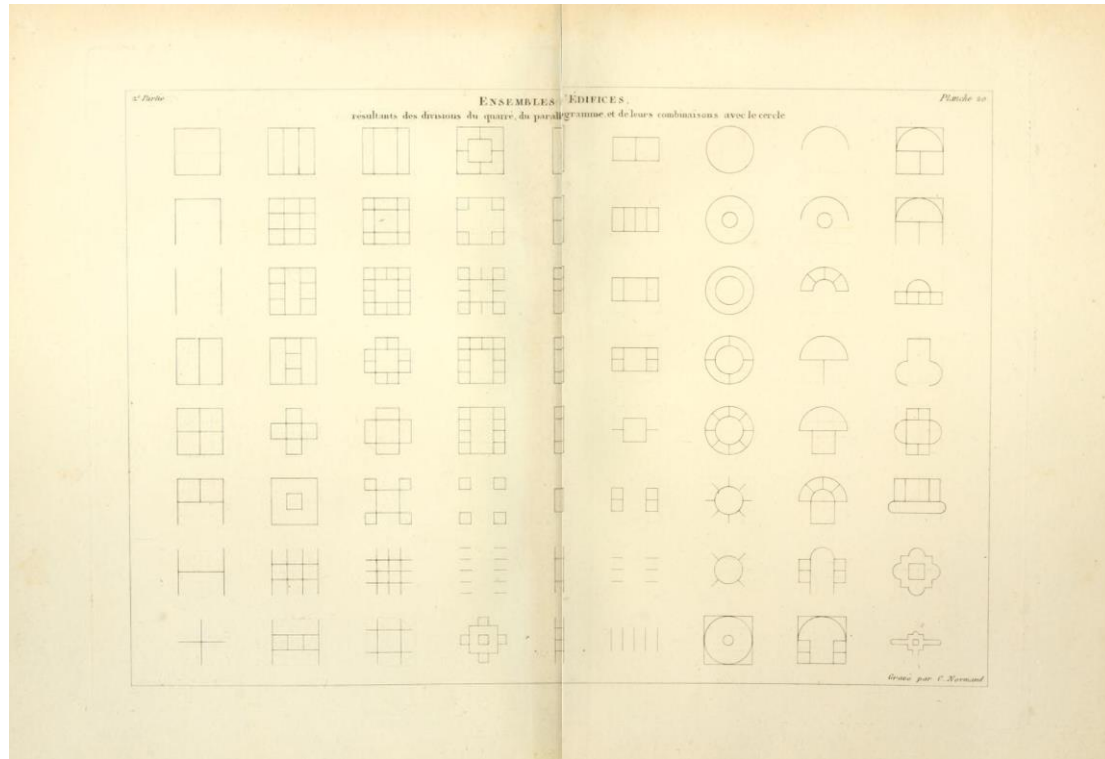 2e Partie
ENSEMBLES D'EDIFICES,
Planche 20
résultants des divisions du quarré, du parallégramme, et de leurs combinaisons avec le cercle
Gravé par C. Normand